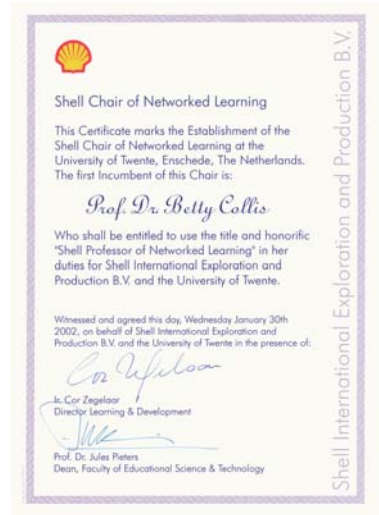 Shell Chair of Networked Learning
This Certificate marks the Establishment of the
Shell Chair of Networked Learning at the
University of Twente, Enschede, The Netherlands.
The first Incumbent of this Chair is:
Prof. Dr. Betty Collis
Who shall be entitled to use the title and honorific
"Shell Professor of Networked Learning" in her
duties for Shell International Exploration and
Production B.V. and the University of Twente.
Witnessed and agreed this day, Wednesday January 30th
2002, on behalf of Shell International Exploration and
Production B.V. and the University of Twente in the presence of:
Ir. Cor Zegelaar
Director Learning & Development
Prof. Dr. Jules Pieters
Dean, Faculty of Educational Science & Technology
Shell International Exploration and Production B.V.